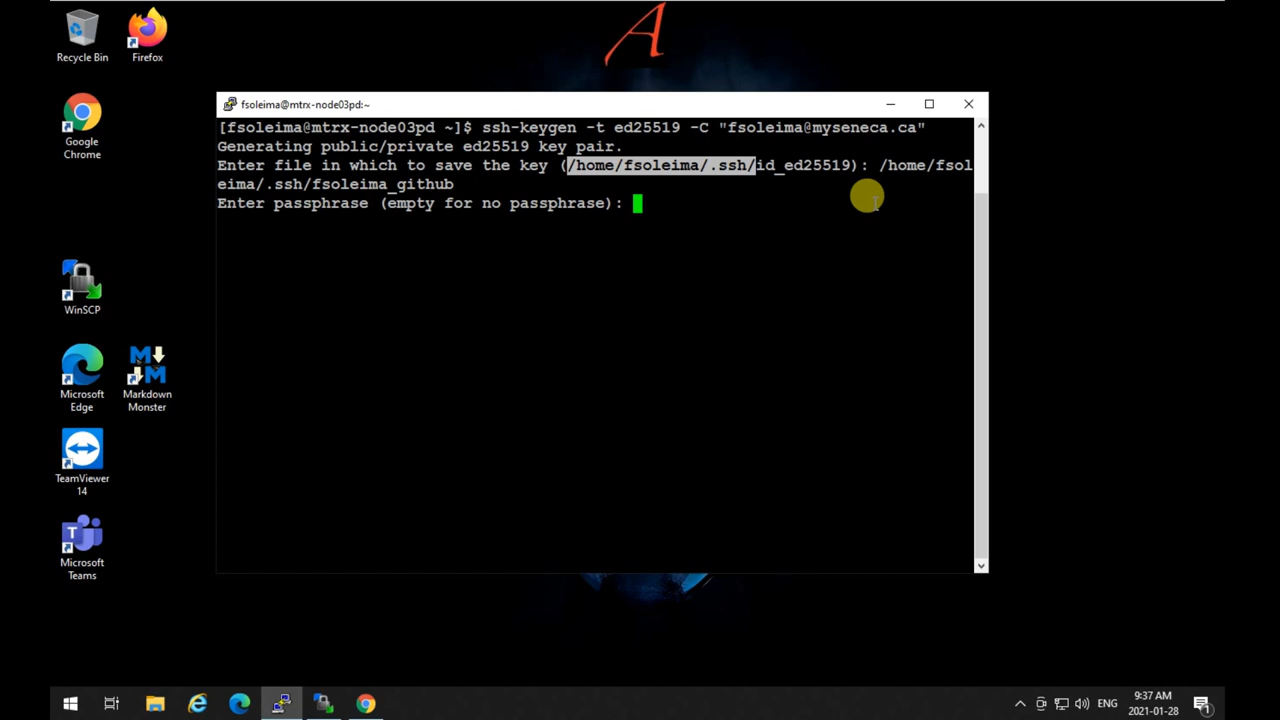 A
Recycle Bin
Firefox
Google
Chrome
WinSCP
Microsoft
Edge
Markdown
Monster
TeamViewer
14
Microsoft
Teams
fsoleima@mtrx-node03pd:~
[fsoleima@mtrx-node03pd ~]$ ssh-keygen -t ed25519 -C "fsoleima@myseneca.ca"
Generating public/private ed25519 key pair.
Enter file in which to save the key (/home/fsoleima/.ssh/id_ed25519): /home/fsol
eima/.ssh/fsoleima_github
Enter passphrase (empty for no passphrase):
ENG
9:37 AM
2021-01-28
1